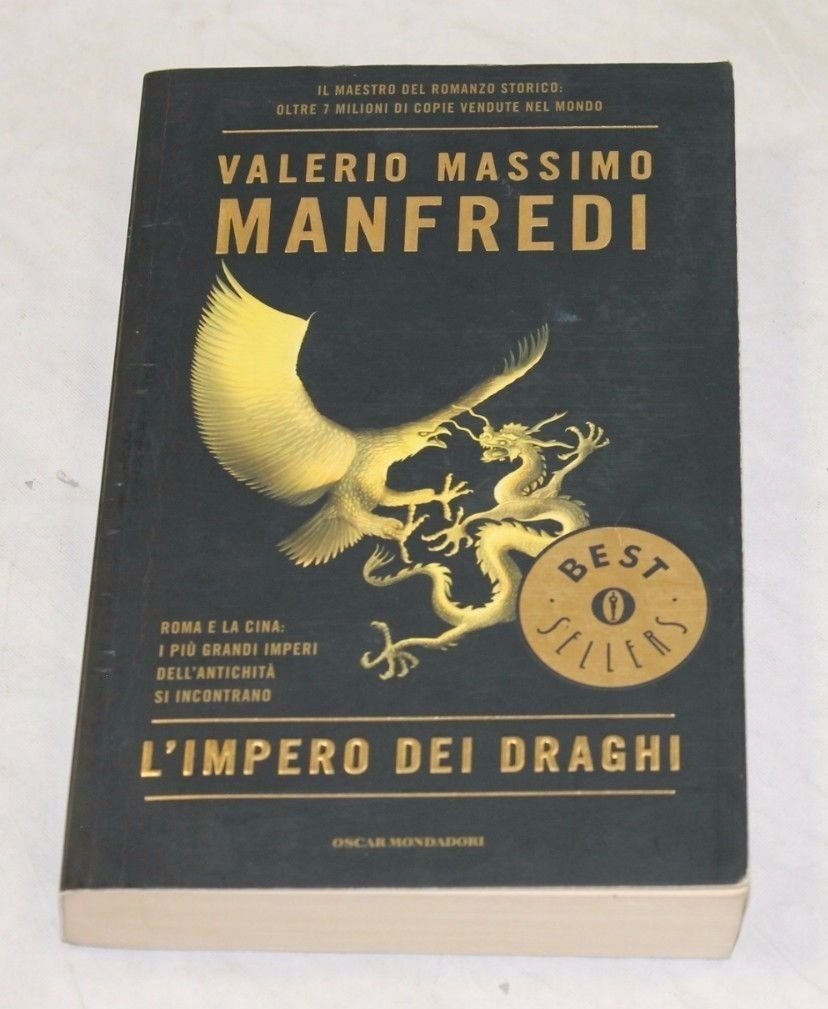 IL MAESTRO DEL ROMANZO STORICO:
OLTRE 7 MILIONI DI COPIE VENDUTE NEL MONDO
VALERIO MASSIMO
MANFREDI
BEST
SELLERS
ROMA E LA CINA:
I PIÙ GRANDI IMPERI
DELL'ANTICHITÀ
SI INCONTRANO
L'IMPERO DEI DRAGHI
OSCAR MONDADORI